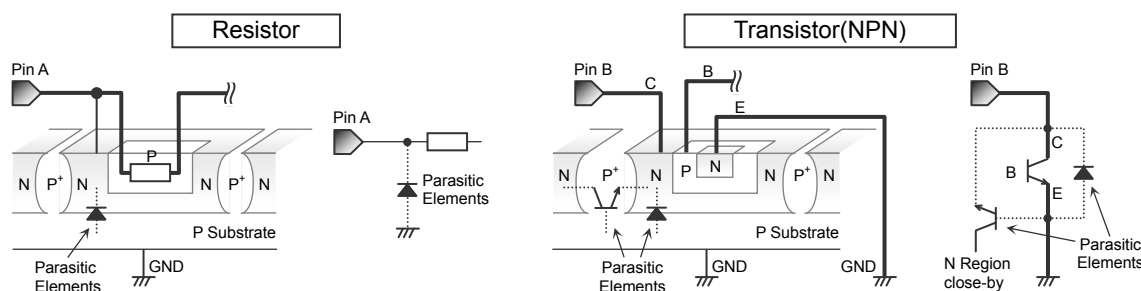 Resistor
Transistor(NPN)
Pin A
Pin A
P
N
P+
N
N
P+
N
Parasitic
Elements
P Substrate
Parasitic
Elements
GND
Pin B
C
B
E
N
P+
N
P
N
N
P+
N
P Substrate
Parasitic
Elements
GND
GND
Pin B
C
B
E
N Region
close-by
Parasitic
Elements